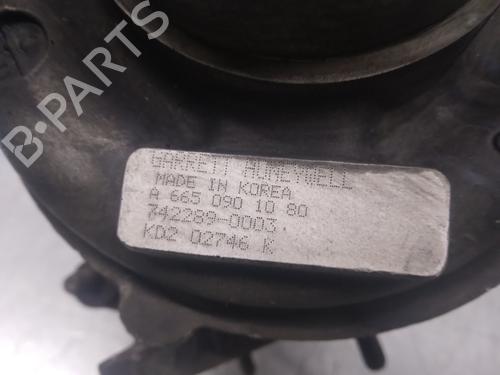 B-PARTS
GARRETT HONEYWELL
MADE IN KOREA
A 665 090 10 80
742289-0003.
KD2 02746 K